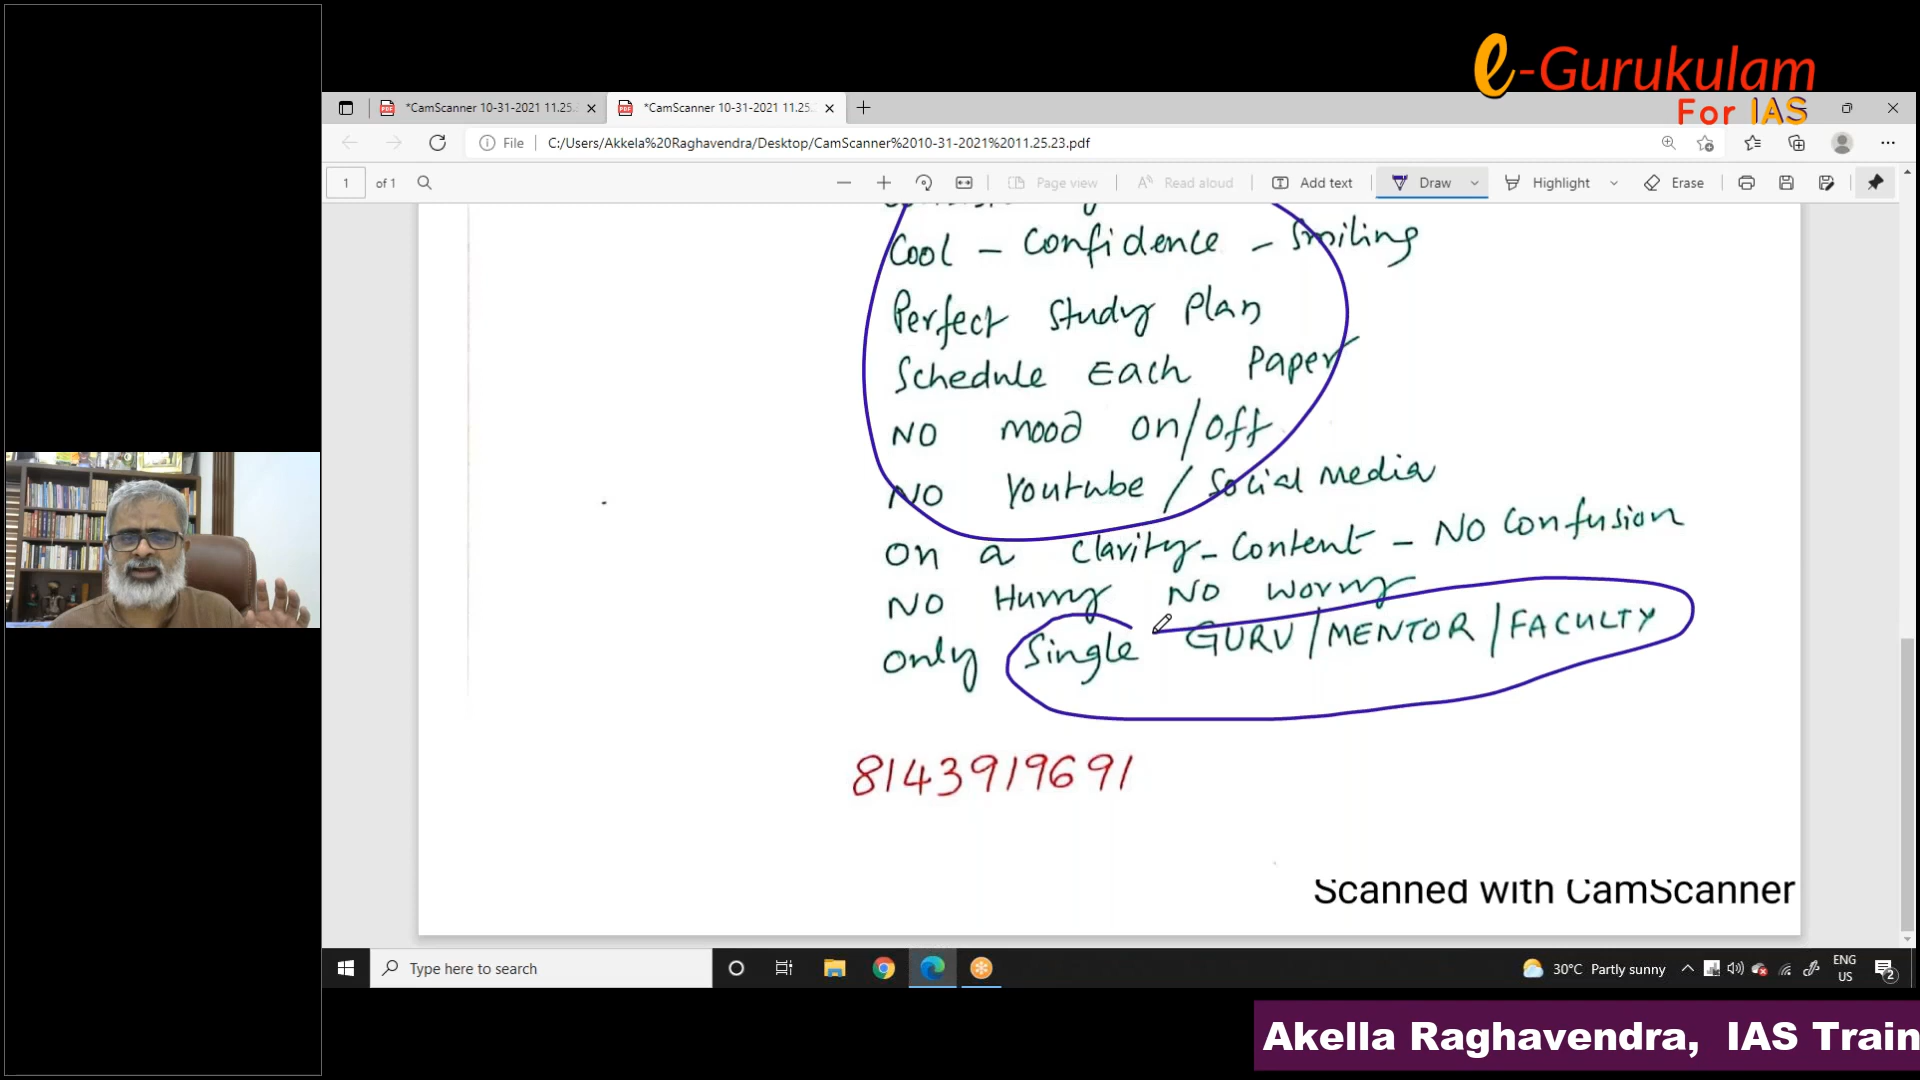 e-Gurukulam
For IAS
*CamScanner 10-31-2021 11.25.
*CamScanner 10-31-2021 11.25.
File
C:/Users/Akkela%20Raghavendra/Desktop/CamScanner%2010-31-2021%2011.25.23.pdf
1 of 1
Page view
Read aloud
Add text
Draw
Highlight
Erase
Cool - Confidence - Smiling
Perfect Study Plan
Schedule Each Paper
NO mood on/off
NO Youtube / Social media
on a clarity - Content - NO Confusion
NO Hurry NO worry
only Single GURU/MENTOR/FACULTY
8143919691
Scanned with CamScanner
Type here to search
30°C Partly sunny
ENG
US
2
Akella Raghavendra, IAS Train